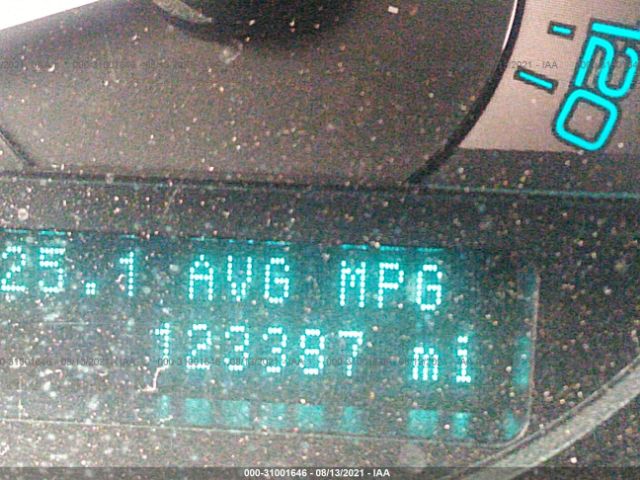 120
25.1 AVG MPG
123387 mi
000-31001646 - 08/13/2021 - IAA